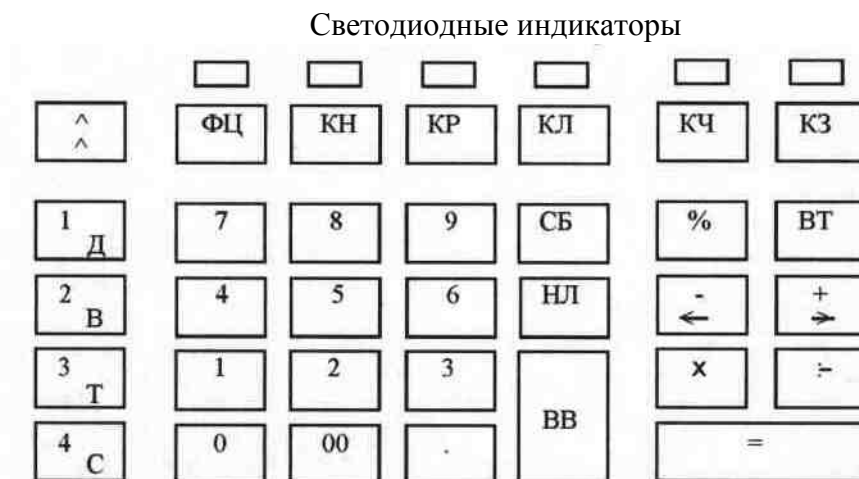 Светодиодные индикаторы
^ ^ ФЦ КН КР КЛ КЧ КЗ
1 Д 7 8 9 СБ % ВТ
2 В 4 5 6 НЛ - ← + →
3 Т 1 2 3 ВВ х :-
4 С 0 00 . =